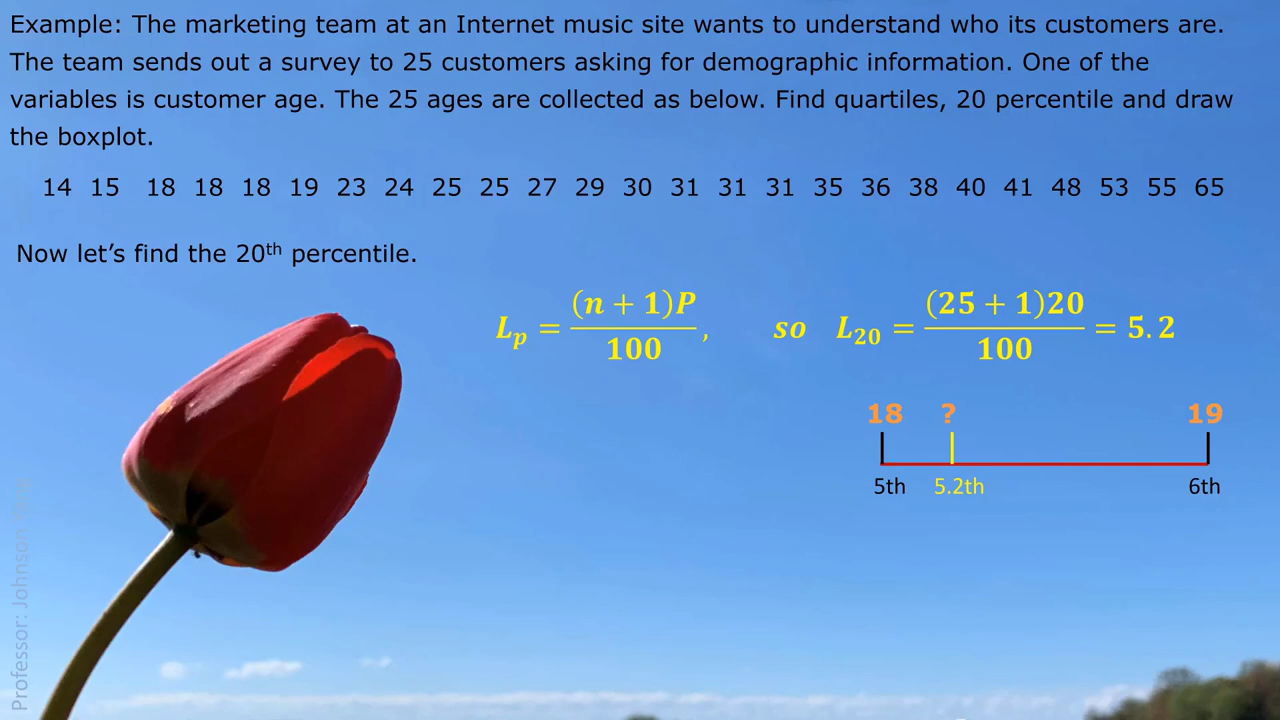 Example: The marketing team at an Internet music site wants to understand who its customers are.
The team sends out a survey to 25 customers asking for demographic information. One of the
variables is customer age. The 25 ages are collected as below. Find quartiles, 20 percentile and draw
the boxplot.
14 15 18 18 18 19 23 24 25 25 27 29 30 31 31 31 35 36 38 40 41 48 53 55 65
Now let’s find the 20th percentile.
Lp = (n + 1)P / 100 , so L20 = (25 + 1)20 / 100 = 5.2
18 ? 19
5th 5.2th 6th
Professor: Johnson